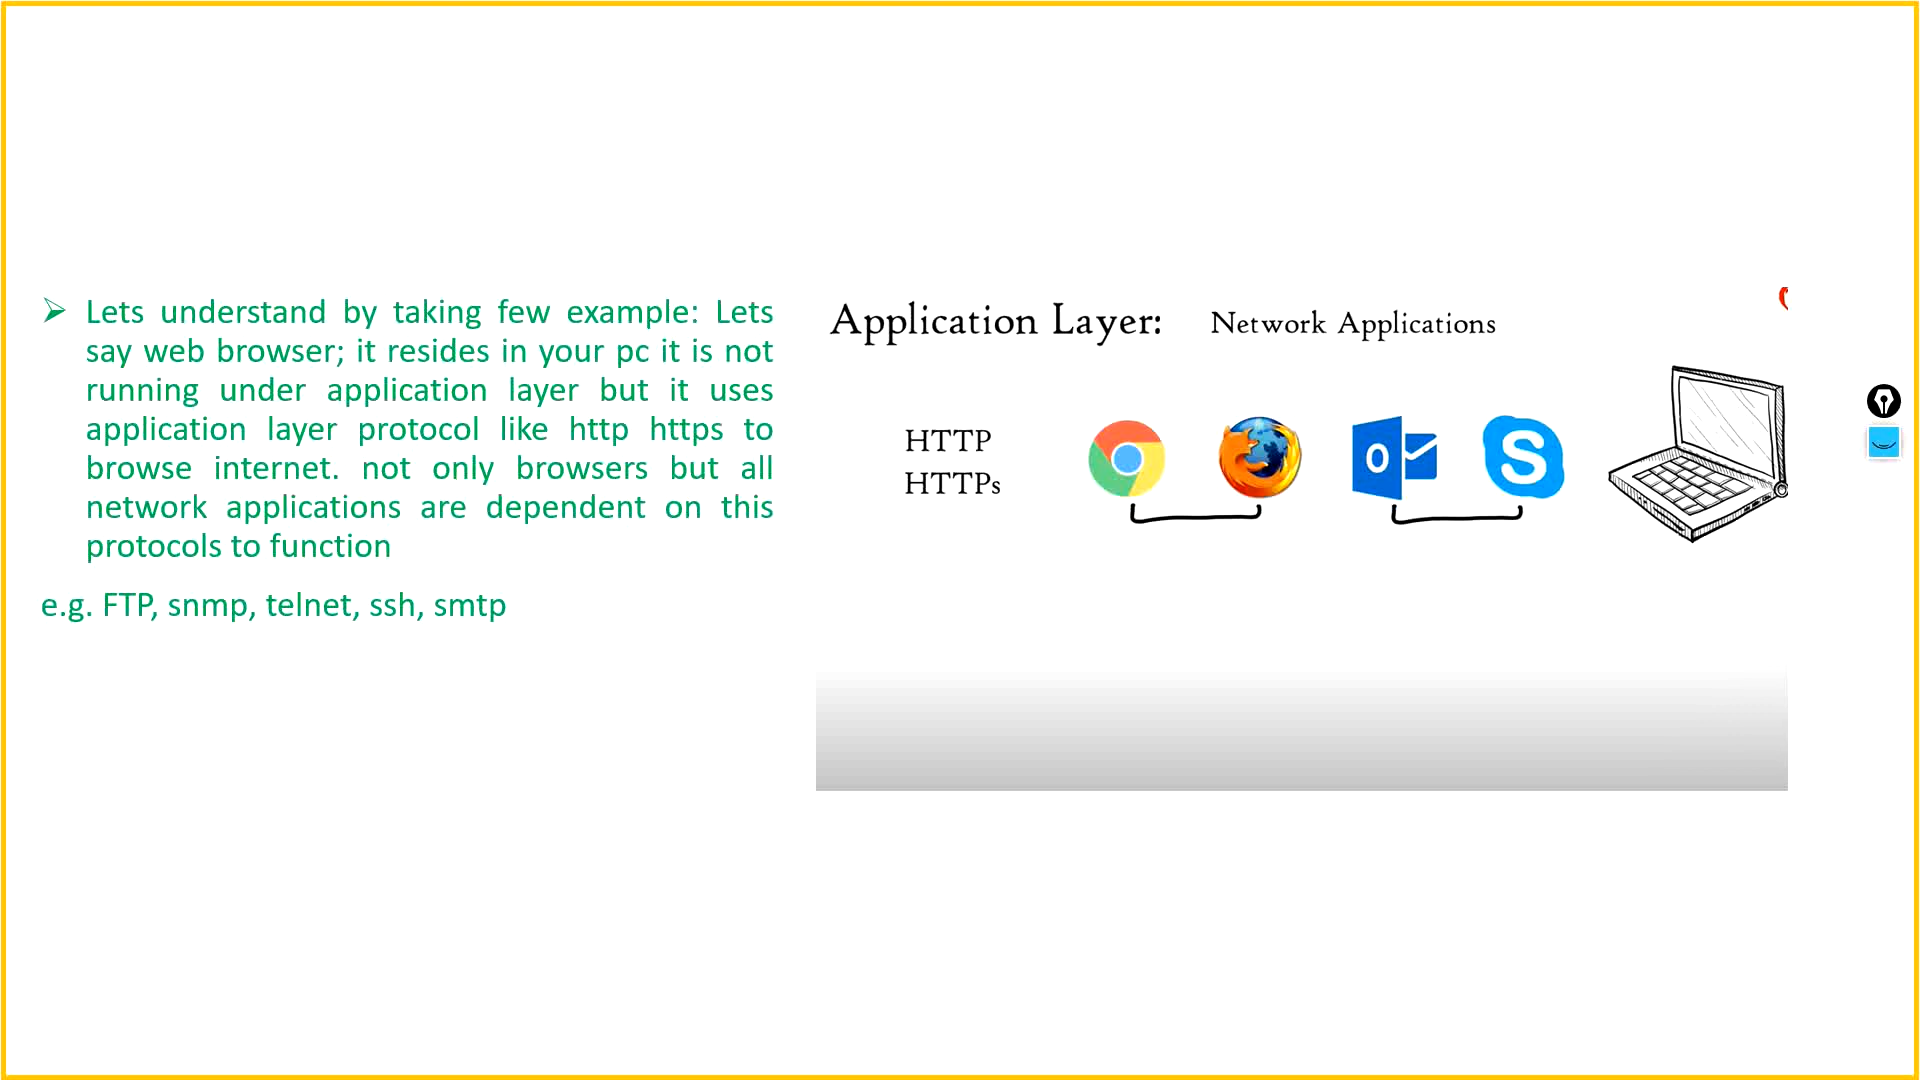 Lets understand by taking few example: Lets
say web browser; it resides in your pc it is not
running under application layer but it uses
application layer protocol like http https to
browse internet. not only browsers but all
network applications are dependent on this
protocols to function
e.g. FTP, snmp, telnet, ssh, smtp
Application Layer: Network Applications
HTTP
HTTPs
O
S